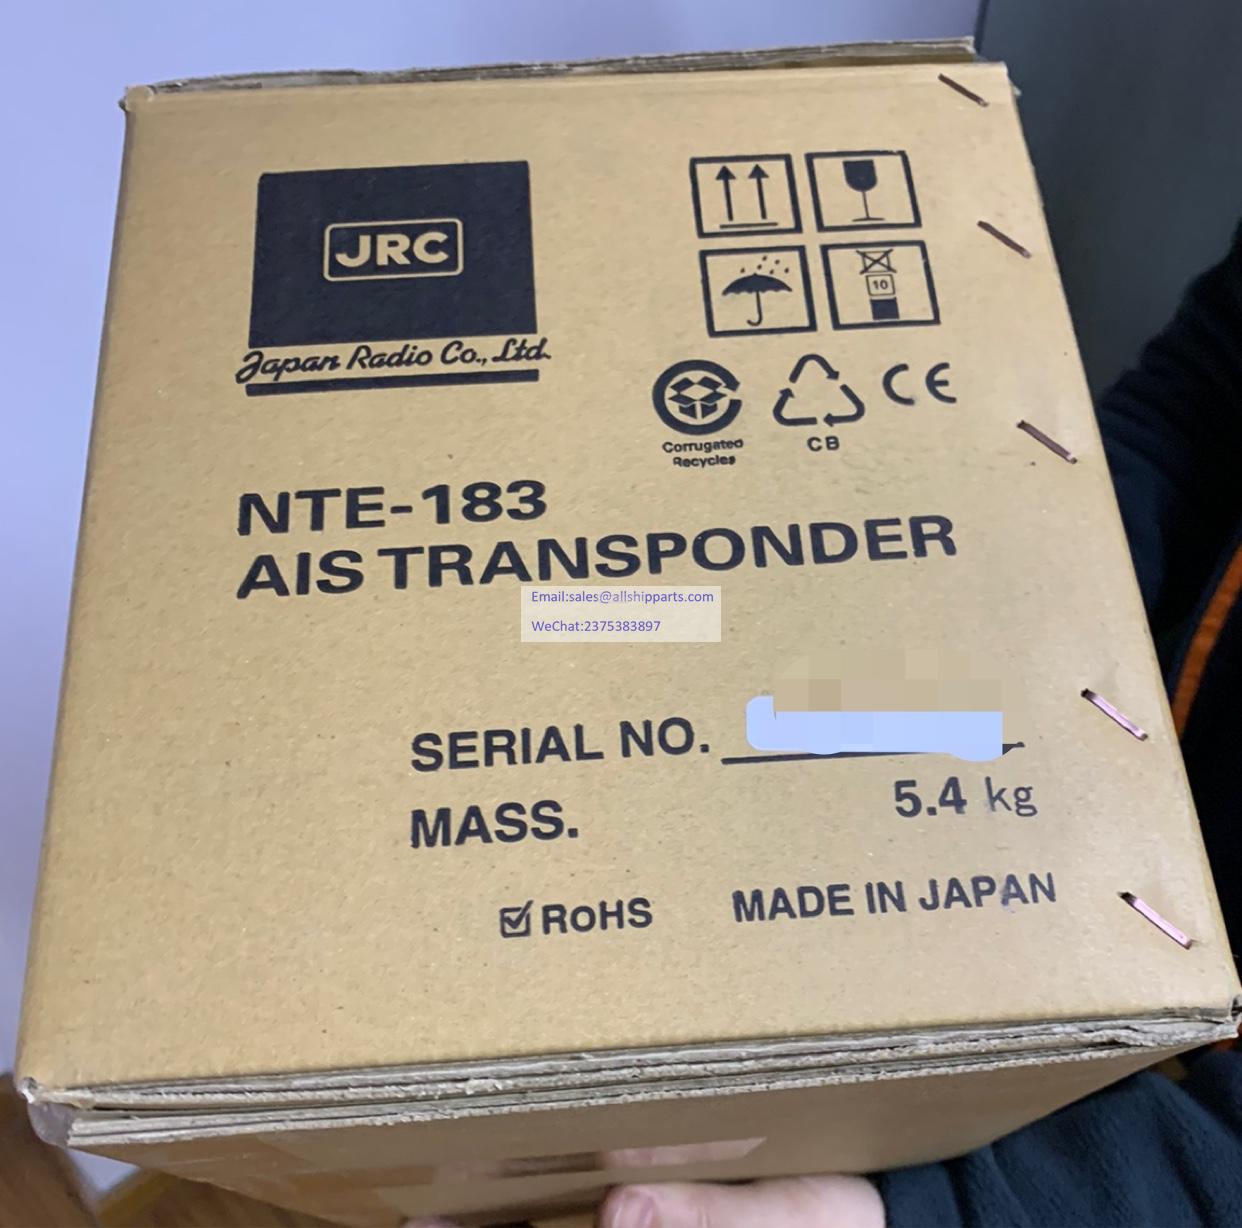 JRC
Japan Radio Co., Ltd.
10
Corrugated
Recycles
CB
CE
NTE-183
AIS TRANSPONDER
Email:sales@allshipparts.com
WeChat:2375383897
SERIAL NO.
MASS. 5.4 kg
RoHS MADE IN JAPAN